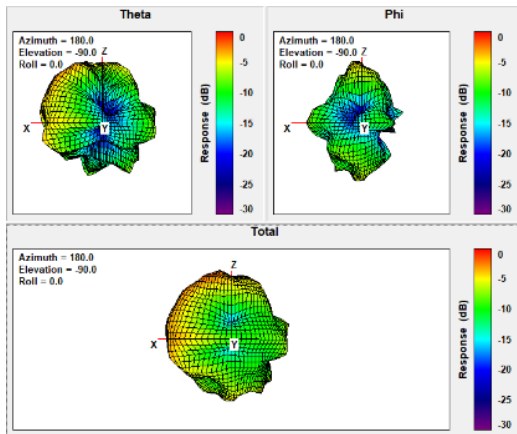 Theta
Azimuth = 180.0
Elevation = -90.0
Roll = 0.0
Z
X
Y
0
-5
-10
-15
-20
-25
-30
Response (dB)
Phi
Azimuth = 180.0
Elevation = -90.0
Roll = 0.0
Z
X
Y
0
-5
-10
-15
-20
-25
-30
Response (dB)
Total
Azimuth = 180.0
Elevation = -90.0
Roll = 0.0
Z
X
Y
0
-5
-10
-15
-20
-25
-30
Response (dB)